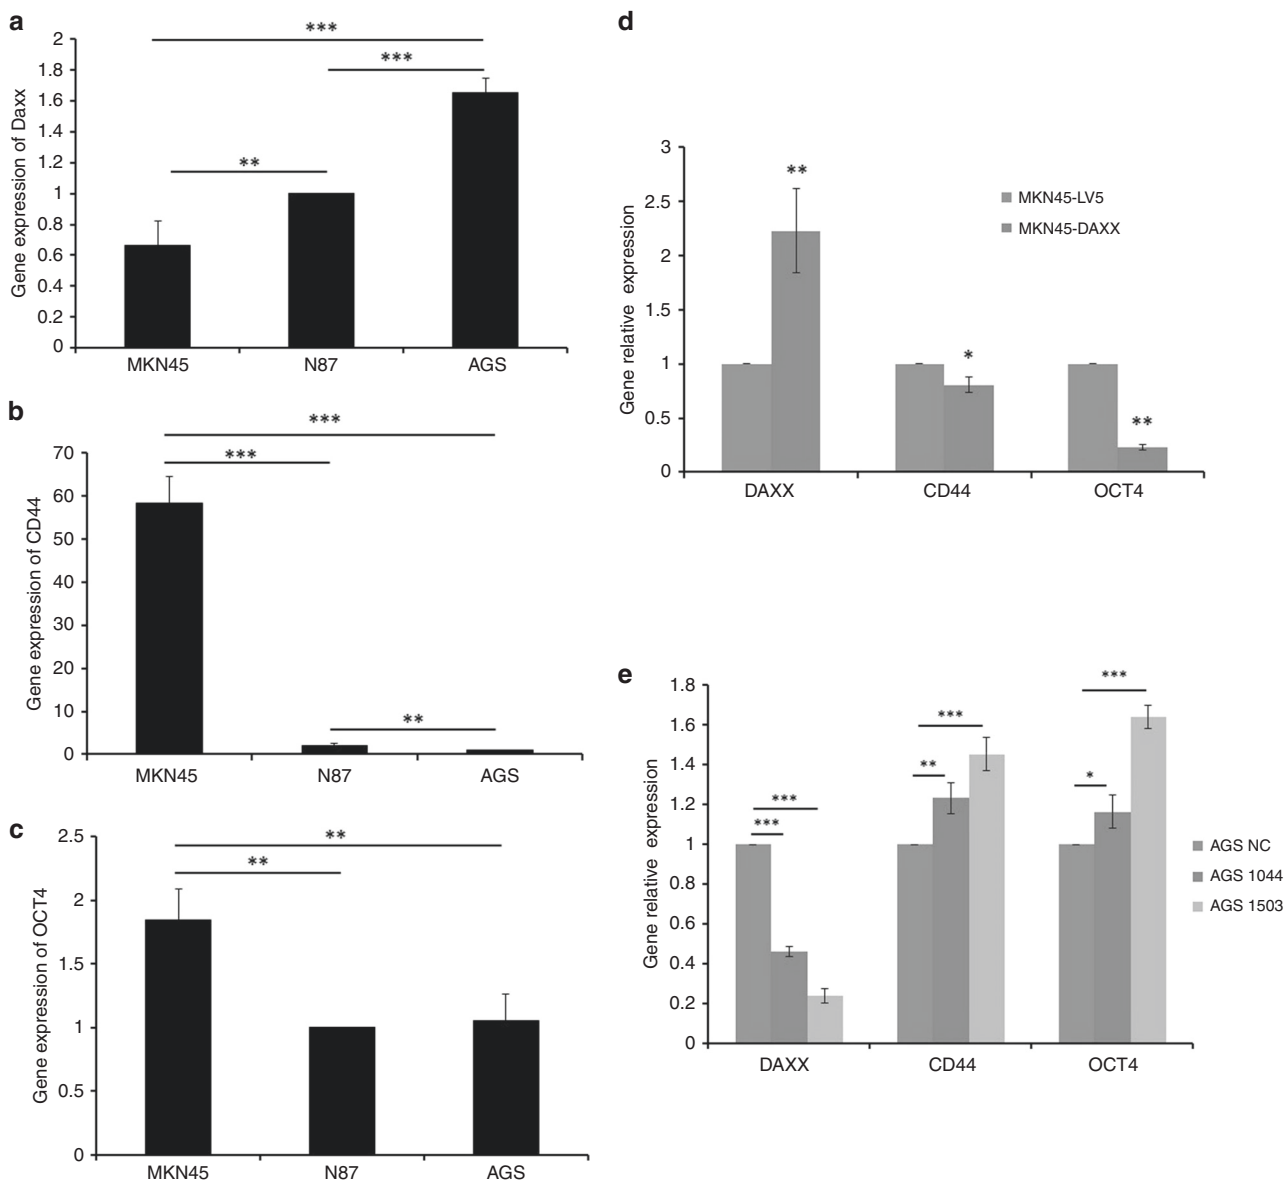 a
Gene expression of Daxx
2
1.8
1.6
1.4
1.2
1
0.8
0.6
0.4
0.2
0
***
***
**
MKN45 N87 AGS
b
Gene expression of CD44
70
60
50
40
30
20
10
0
***
***
**
MKN45 N87 AGS
c
Gene expression of OCT4
2.5
2
1.5
1
0.5
0
**
**
MKN45 N87 AGS
d
Gene relative expression
3
2.5
2
1.5
1
0.5
0
**
*
**
MKN45-LV5
MKN45-DAXX
DAXX CD44 OCT4
e
Gene relative expression
1.8
1.6
1.4
1.2
1
0.8
0.6
0.4
0.2
0
***
***
***
**
***
*
AGS NC
AGS 1044
AGS 1503
DAXX CD44 OCT4